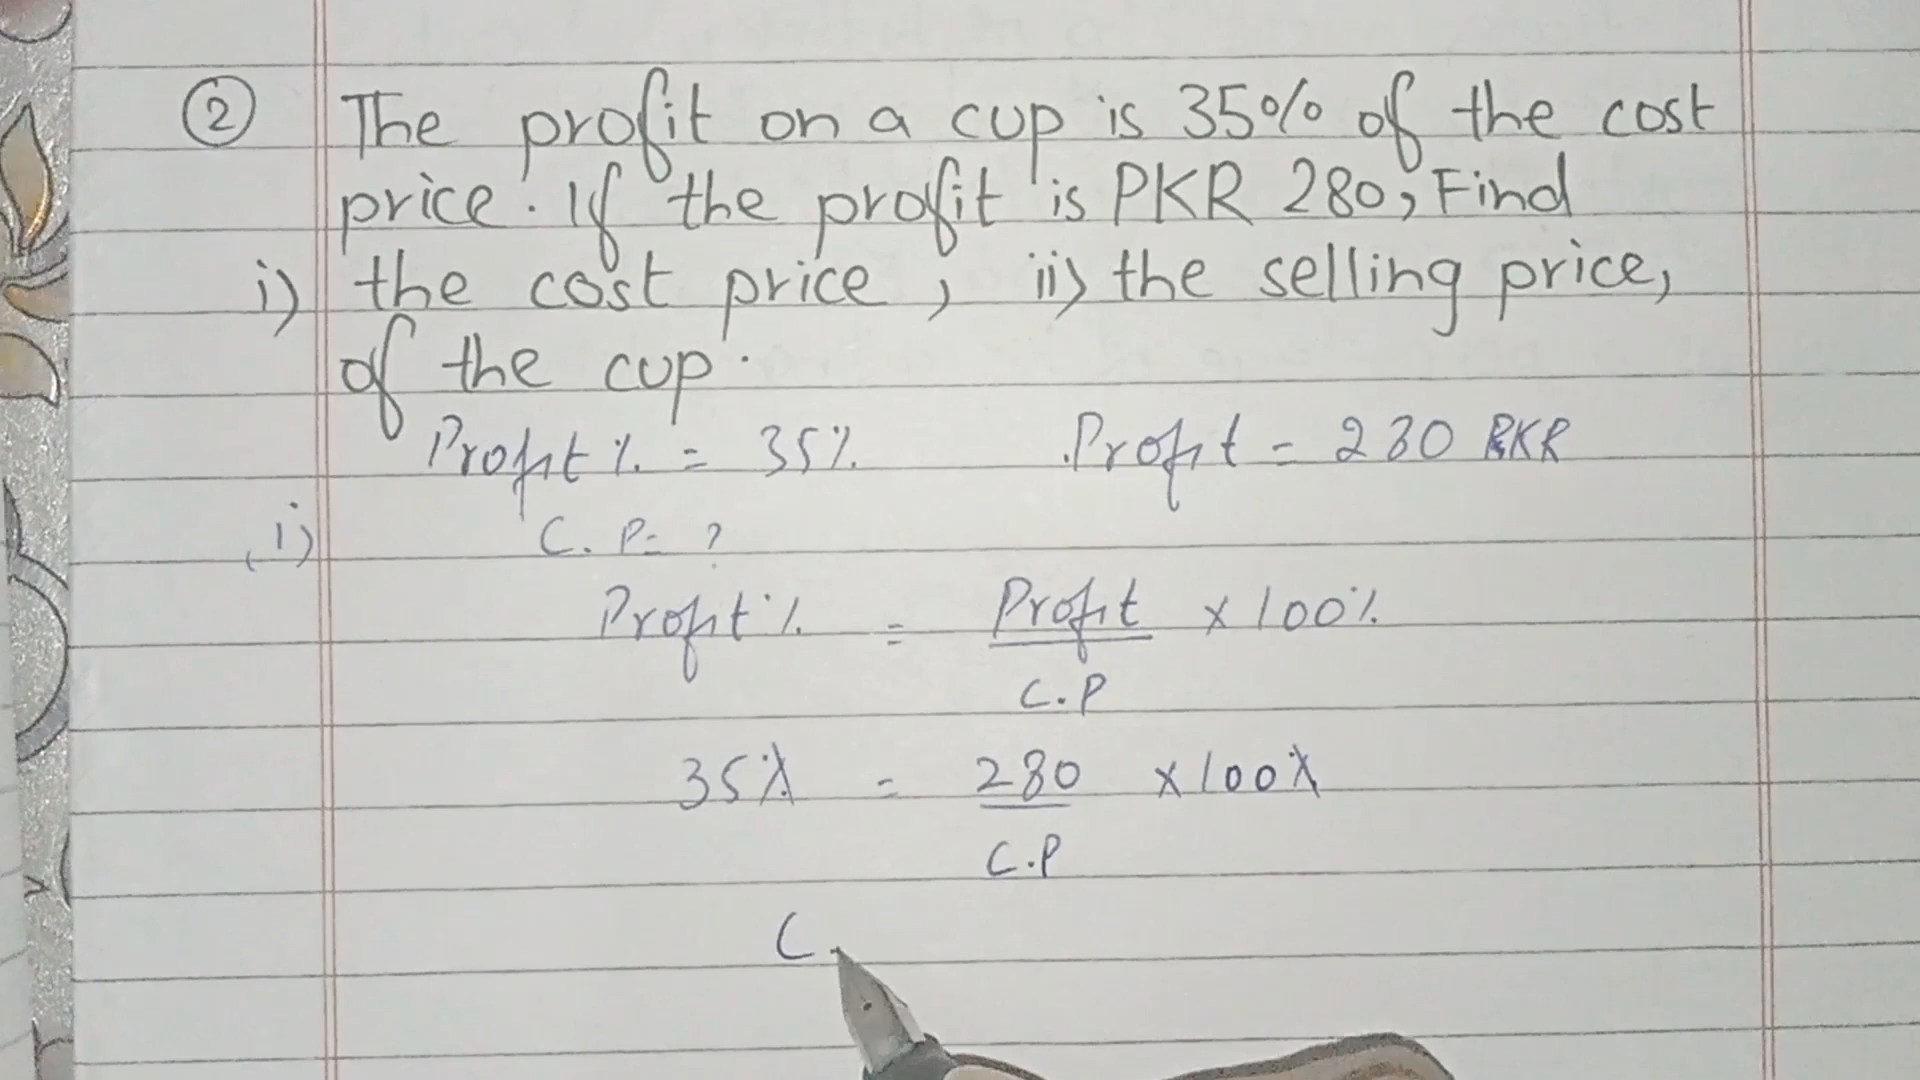 ② The profit on a cup is 35% of the cost
price. If the profit is PKR 280, Find
i) the cost price, ii) the selling price,
of the cup.
Profit % = 35% Profit = 280 PKR
i) C.P = ?
Profit % = Profit × 100%
C.P
35% = 280 × 100%
C.P
C.